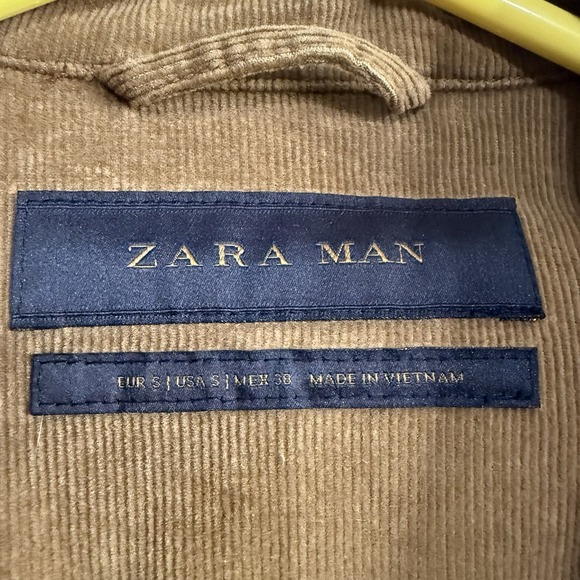 ZARA MAN
EUR S | USA S | MEX 38 MADE IN VIETNAM